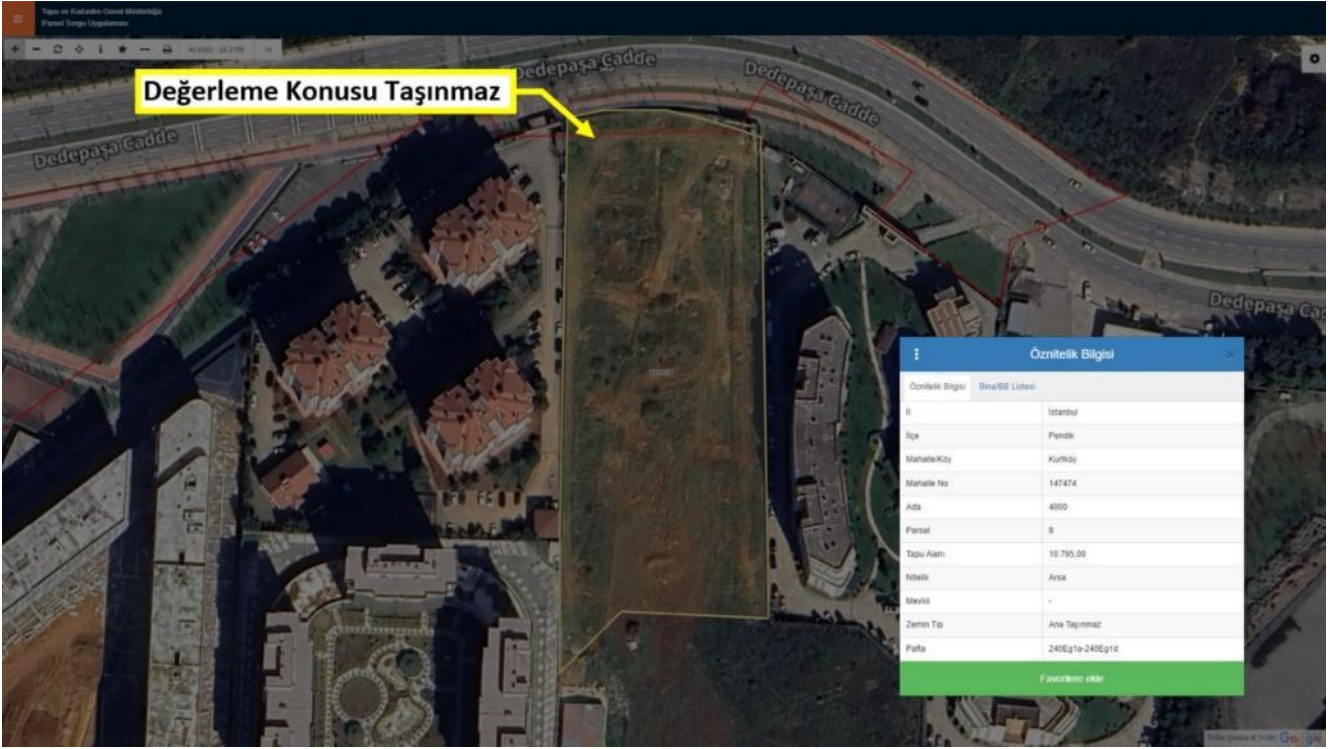 Tapu ve Kadastro Genel Müdürlüğü
Parsel Sorgu Uygulaması
Değerleme Konusu Taşınmaz
Dedepaşa Cadde
Dedepaşa Cadde
Dedepaşa Cadde
Dedepaşa Cad
Öznitelik Bilgisi
Öznitelik Bilgisi Bina/BB Listesi
İl İstanbul
İlçe Pendik
Mahalle/Köy Kurtköy
Mahalle No 147474
Ada 4000
Parsel 8
Tapu Alanı 10.795,00
Nitelik Arsa
Mevkii -
Zemin Tip Ana Taşınmaz
Pafta 240Eg1a-240Eg1d
Favorilere ekle
Google